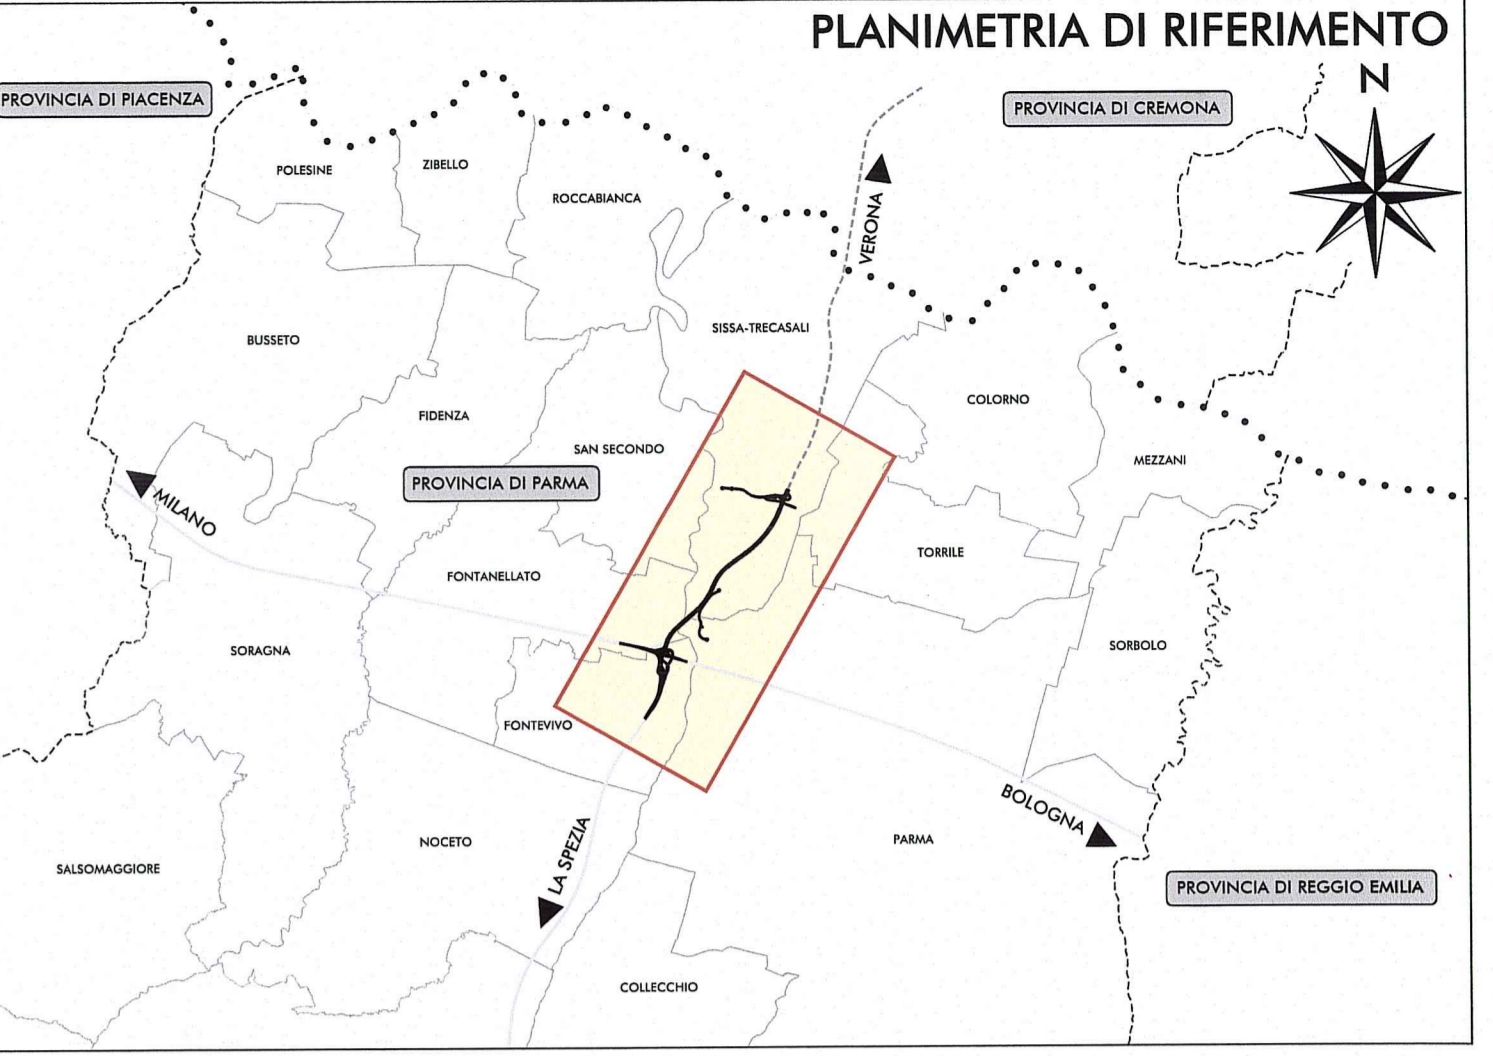 PLANIMETRIA DI RIFERIMENTO
N
PROVINCIA DI PIACENZA
PROVINCIA DI CREMONA
POLESINE
ZIBELLO
ROCCABIANCA
VERONA
BUSSETO
SISSA-TRECASALI
FIDENZA
COLORNO
SAN SECONDO
MEZZANI
PROVINCIA DI PARMA
MILANO
TORRILE
FONTANELLATO
SORAGNA
SORBOLO
FONTEVIVO
BOLOGNA
NOCETO
LA SPEZIA
PARMA
SALSOMAGGIORE
PROVINCIA DI REGGIO EMILIA
COLLECCHIO